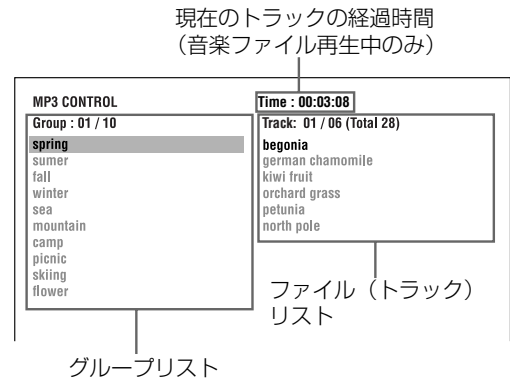 現在のトラックの経過時間
（音楽ファイル再生中のみ）
MP3 CONTROL
Time : 00:03:08
Group : 01 / 10
spring
sumer
fall
winter
sea
mountain
camp
picnic
skiing
flower
Track: 01 / 06 (Total 28)
begonia
german chamomile
kiwi fruit
orchard grass
petunia
north pole
ファイル（トラック）
リスト
グループリスト